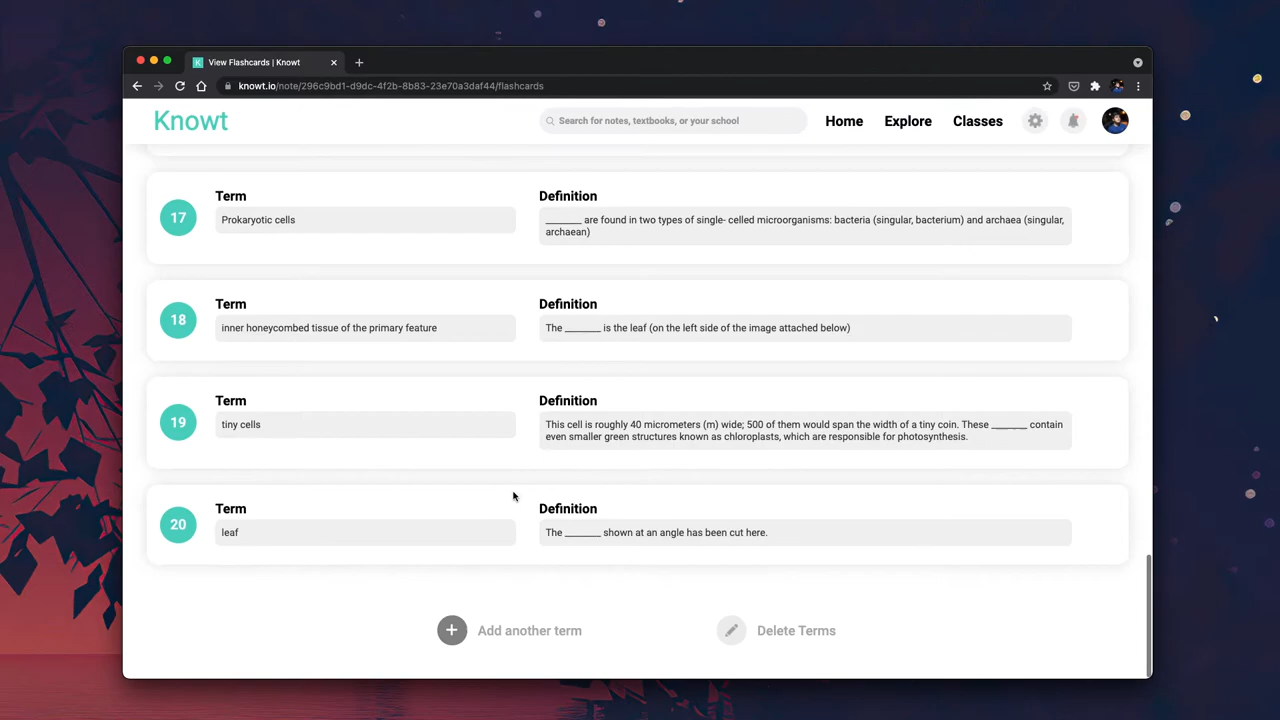 K View Flashcards | Knowt
knowt.io/note/296c9bd1-d9dc-4f2b-8b83-23e70a3daf44/flashcards
Knowt
Search for notes, textbooks, or your school
Home Explore Classes
17
Term
Prokaryotic cells
Definition
_______ are found in two types of single- celled microorganisms: bacteria (singular, bacterium) and archaea (singular,
archaean)
18
Term
inner honeycombed tissue of the primary feature
Definition
The _______ is the leaf (on the left side of the image attached below)
19
Term
tiny cells
Definition
This cell is roughly 40 micrometers (m) wide; 500 of them would span the width of a tiny coin. These _______ contain
even smaller green structures known as chloroplasts, which are responsible for photosynthesis.
20
Term
leaf
Definition
The _______ shown at an angle has been cut here.
Add another term
Delete Terms